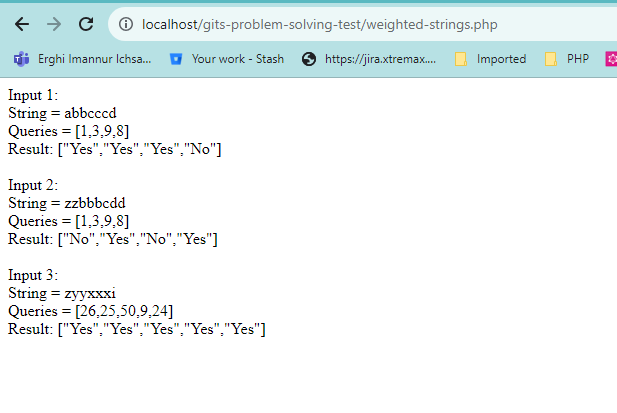 localhost/gits-problem-solving-test/weighted-strings.php
Erghi Imannur Ichsa... Your work - Stash https://jira.xtremax.... Imported PHP
Input 1:
String = abbcccd
Queries = [1,3,9,8]
Result: ["Yes","Yes","Yes","No"]
Input 2:
String = zzbbbcdd
Queries = [1,3,9,8]
Result: ["No","Yes","No","Yes"]
Input 3:
String = zyyxxxi
Queries = [26,25,50,9,24]
Result: ["Yes","Yes","Yes","Yes","Yes"]